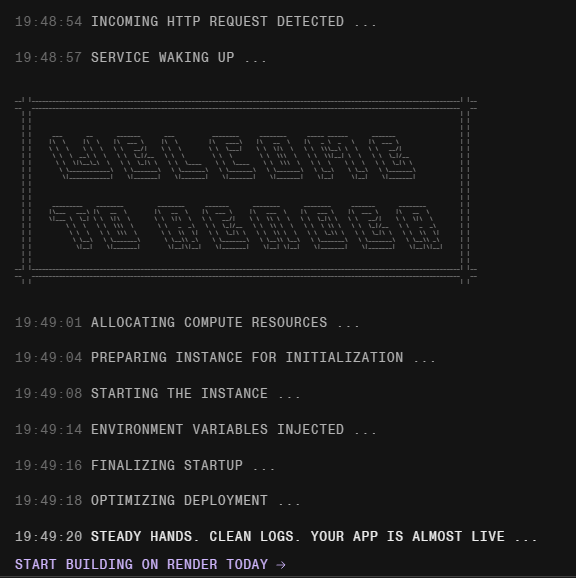 19:48:54 INCOMING HTTP REQUEST DETECTED ...
19:48:57 SERVICE WAKING UP ...
WELCOME
TO RENDER
19:49:01 ALLOCATING COMPUTE RESOURCES ...
19:49:04 PREPARING INSTANCE FOR INITIALIZATION ...
19:49:08 STARTING THE INSTANCE ...
19:49:14 ENVIRONMENT VARIABLES INJECTED ...
19:49:16 FINALIZING STARTUP ...
19:49:18 OPTIMIZING DEPLOYMENT ...
19:49:20 STEADY HANDS. CLEAN LOGS. YOUR APP IS ALMOST LIVE ...
START BUILDING ON RENDER TODAY →